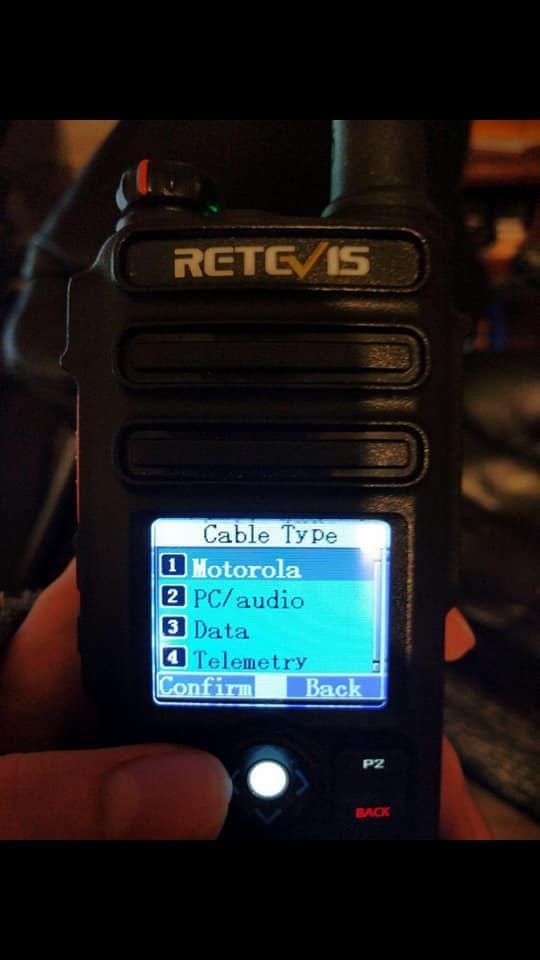 RETEVIS
Cable Type
1 Motorola
2 PC/audio
3 Data
4 Telemetry
Confirm Back
P2
BACK